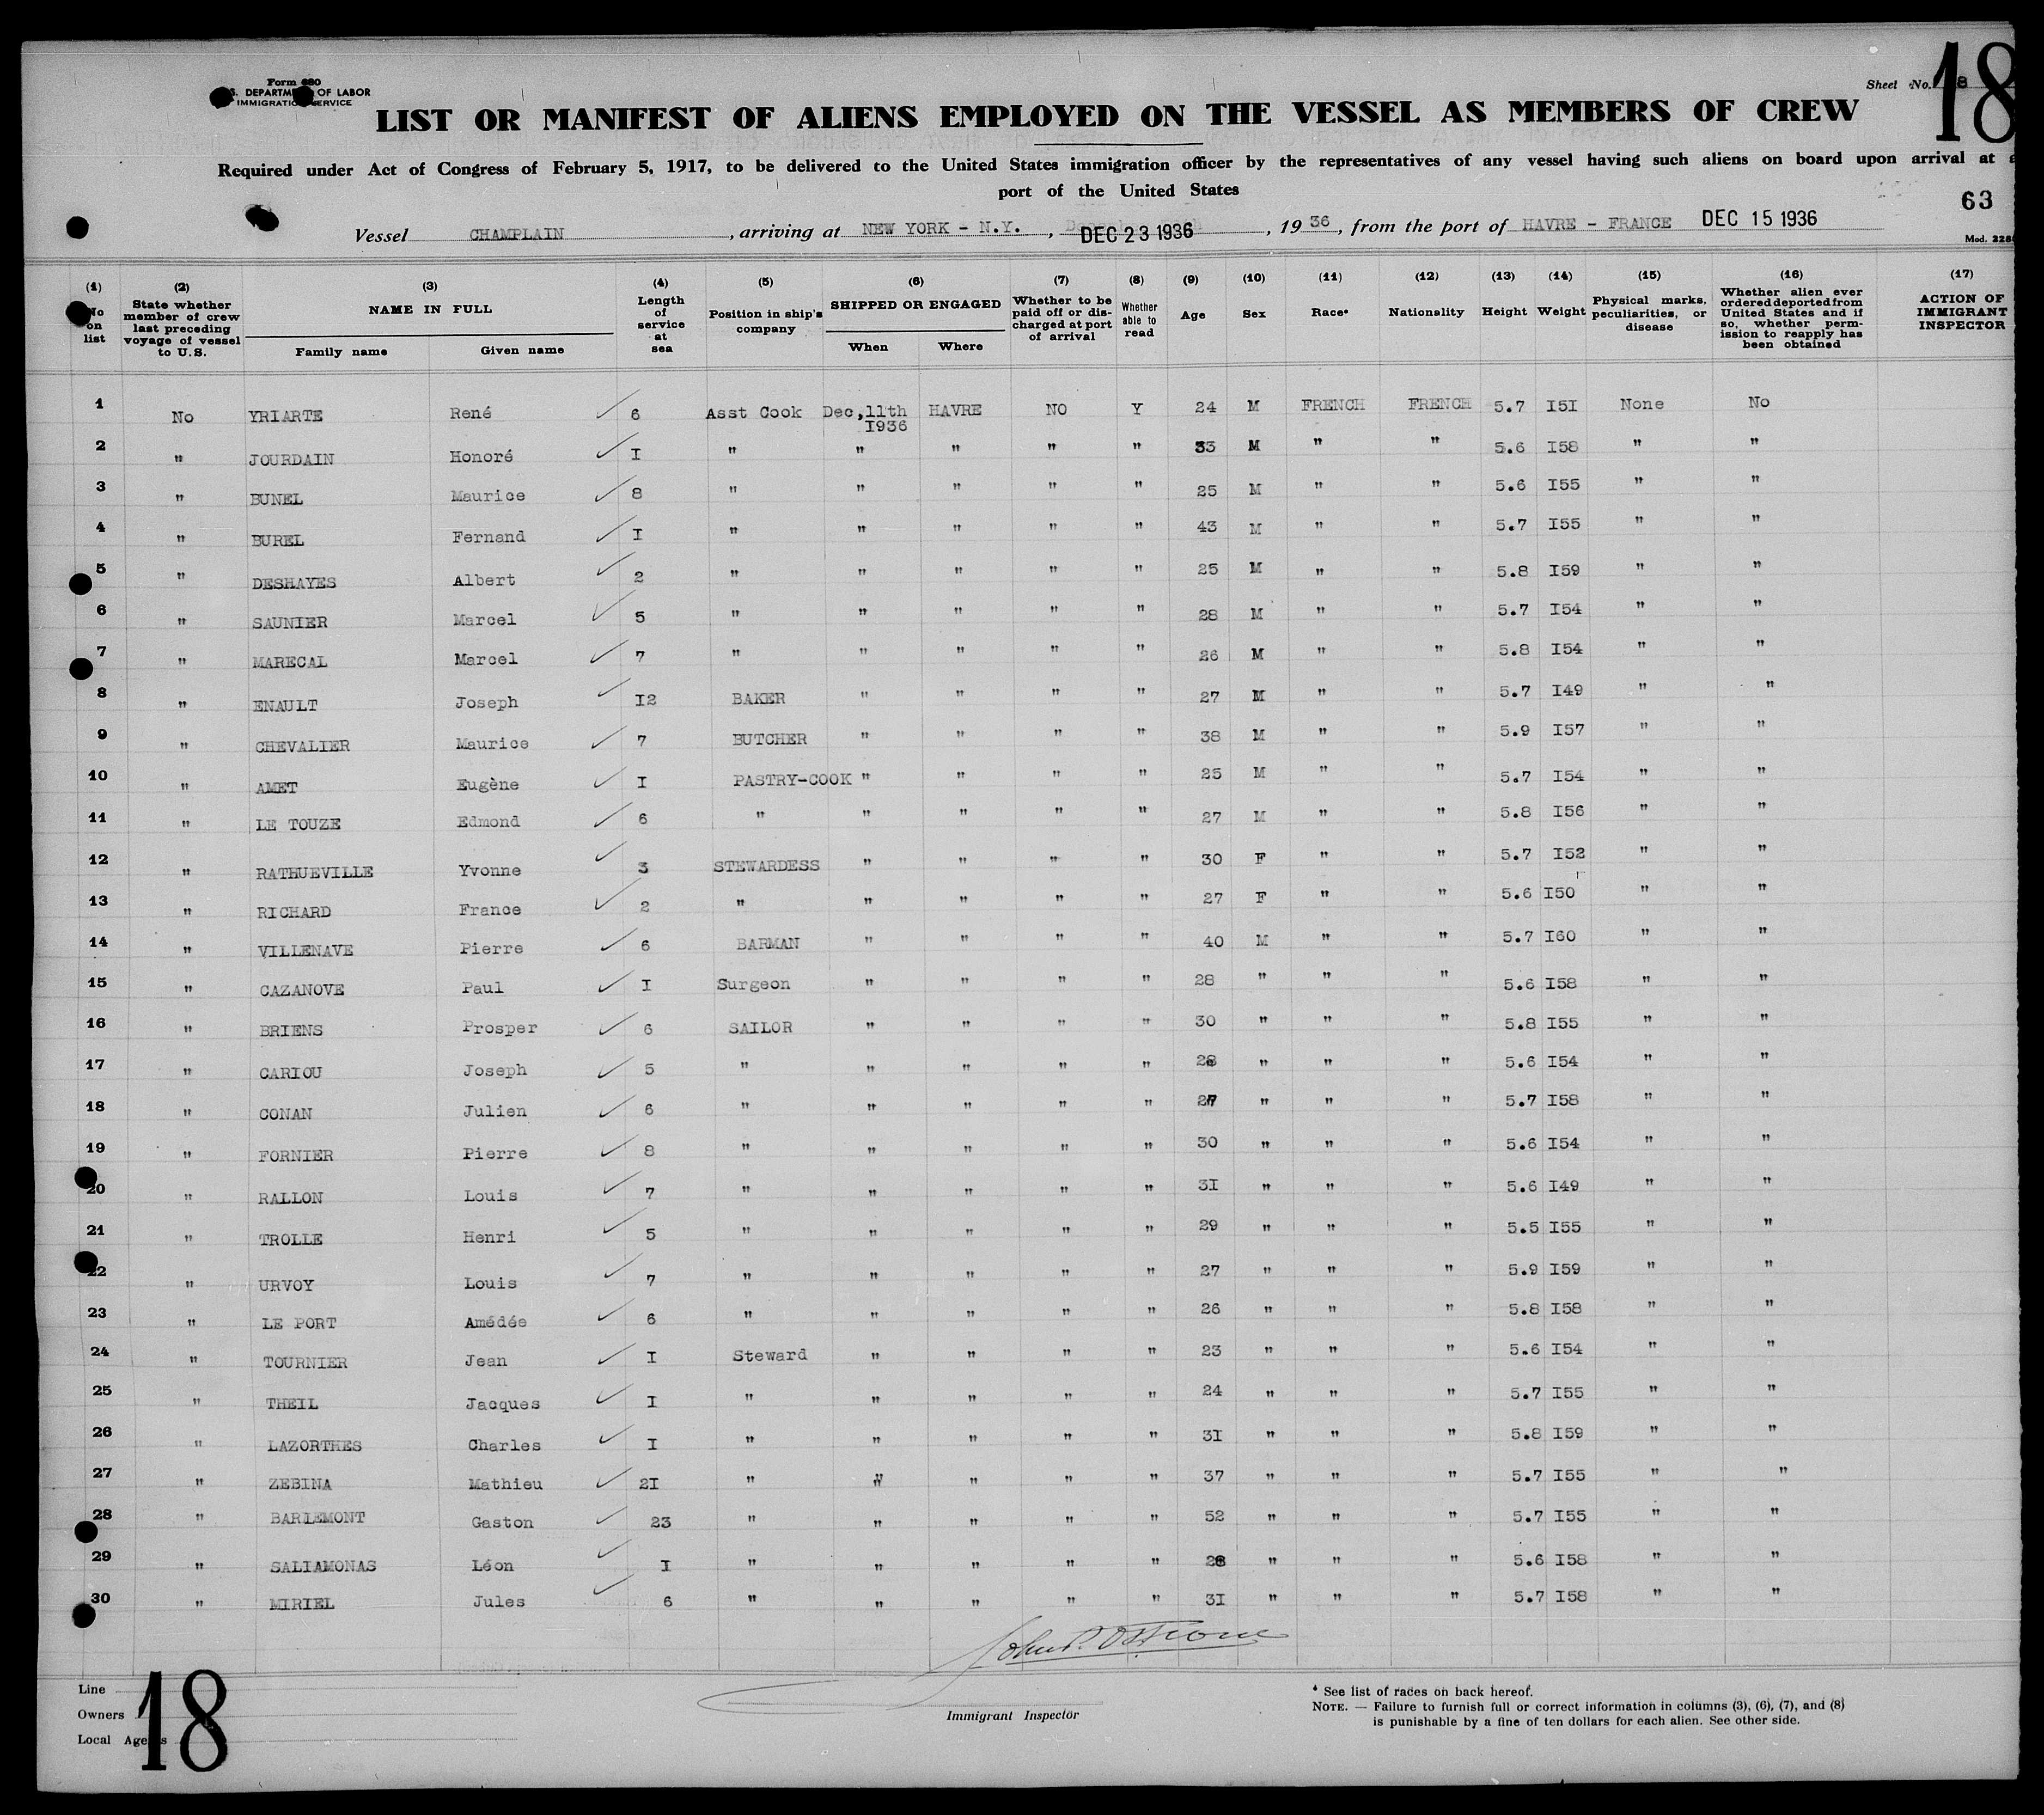 Form 680
DEPARTMENT OF LABOR
IMMIGRATION SERVICE
Sheet No. 8
18
LIST OR MANIFEST OF ALIENS EMPLOYED ON THE VESSEL AS MEMBERS OF CREW
Required under Act of Congress of February 5, 1917, to be delivered to the United States immigration officer by the representatives of any vessel having such aliens on board upon arrival at a
port of the United States
63
Vessel CHAMPLAIN, arriving at NEW YORK - N.Y., DEC 23 1936, 1936, from the port of HAVRE - FRANCE DEC 15 1936
Mod. 228
(1) No on list (2) State whether member of crew last preceding voyage of vessel to U.S. (3) NAME IN FULL Family name Given name (4) Length of service at sea (5) Position in ship's company (6) SHIPPED OR ENGAGED When Where (7) Whether to be paid off or discharged at port of arrival (8) Whether able to read (9) Age (10) Sex (11) Race* (12) Nationality (13) Height (14) Weight (15) Physical marks, peculiarities, or disease (16) Whether alien ever ordered deported from United States and if so, whether permission to reapply has been obtained (17) ACTION OF IMMIGRANT INSPECTOR
1 No YRIARTE René ✓ 6 Asst Cook Dec,11th I936 HAVRE NO Y 24 M FRENCH FRENCH 5.7 I5I None No
2 " JOURDAIN Honoré ✓ I " " " " " 33 M " " 5.6 I58 " "
3 " BUNEL Maurice ✓ 8 " " " " " 25 M " " 5.6 I55 " "
4 " BUREL Fernand ✓ I " " " " " 43 M " " 5.7 I55 " "
5 " DESHAYES Albert ✓ 2 " " " " " 25 M " " 5.8 I59 " "
6 " SAUNIER Marcel ✓ 5 " " " " " 28 M " " 5.7 I54 " "
7 " MARECAL Marcel ✓ 7 " " " " " 26 M " " 5.8 I54 " "
8 " ENAULT Joseph ✓ I2 BAKER " " " " 27 M " " 5.7 I49 " "
9 " CHEVALIER Maurice ✓ 7 BUTCHER " " " " 38 M " " 5.9 I57 " "
10 " AMET Eugène ✓ I PASTRY-COOK " " " " 25 M " " 5.7 I54 " "
11 " LE TOUZE Edmond ✓ 6 " " " " " 27 M " " 5.8 I56 " "
12 " RATHUEVILLE Yvonne ✓ 3 STEWARDESS " " " " 30 F " " 5.7 I52 " "
13 " RICHARD France ✓ 2 " " " " " 27 F " " 5.6 I50 " "
14 " VILLENAVE Pierre ✓ 6 BARMAN " " " " 40 M " " 5.7 I60 " "
15 " CAZANOVE Paul ✓ I Surgeon " " " " 28 " " " 5.6 I58 " "
16 " BRIENS Prosper ✓ 6 SAILOR " " " " 30 " " " 5.8 I55 " "
17 " CARIOU Joseph ✓ 5 " " " " " 28 " " " 5.6 I54 " "
18 " CONAN Julien ✓ 6 " " " " " 27 " " " 5.7 I58 " "
19 " FORNIER Pierre ✓ 8 " " " " " 30 " " " 5.6 I54 " "
20 " RALLON Louis ✓ 7 " " " " " 3I " " " 5.6 I49 " "
21 " TROLLE Henri ✓ 5 " " " " " 29 " " " 5.5 I55 " "
22 " URVOY Louis ✓ 7 " " " " " 27 " " " 5.9 I59 " "
23 " LE PORT Amédée ✓ 6 " " " " " 26 " " " 5.8 I58 " "
24 " TOURNIER Jean ✓ I Steward " " " " 23 " " " 5.6 I54 " "
25 " THEIL Jacques ✓ I " " " " " 24 " " " 5.7 I55 " "
26 " LAZORTHES Charles ✓ I " " " " " 3I " " " 5.8 I59 " "
27 " ZEBINA Mathieu ✓ 2I " " " " " 37 " " " 5.7 I55 " "
28 " BARLEMONT Gaston ✓ 23 " " " " " 52 " " " 5.7 I55 " "
29 " SALIAMONAS Léon ✓ I " " " " " " " " 5.6 I58 " "
30 " MIRIEL Jules ✓ 6 " " " " " 3I " " " 5.7 I58 " "
Line
Owners
Local Agents
18
Immigrant Inspector
* See list of races on back hereof.
NOTE. — Failure to furnish full or correct information in columns (3), (6), (7), and (8)
is punishable by a fine of ten dollars for each alien. See other side.